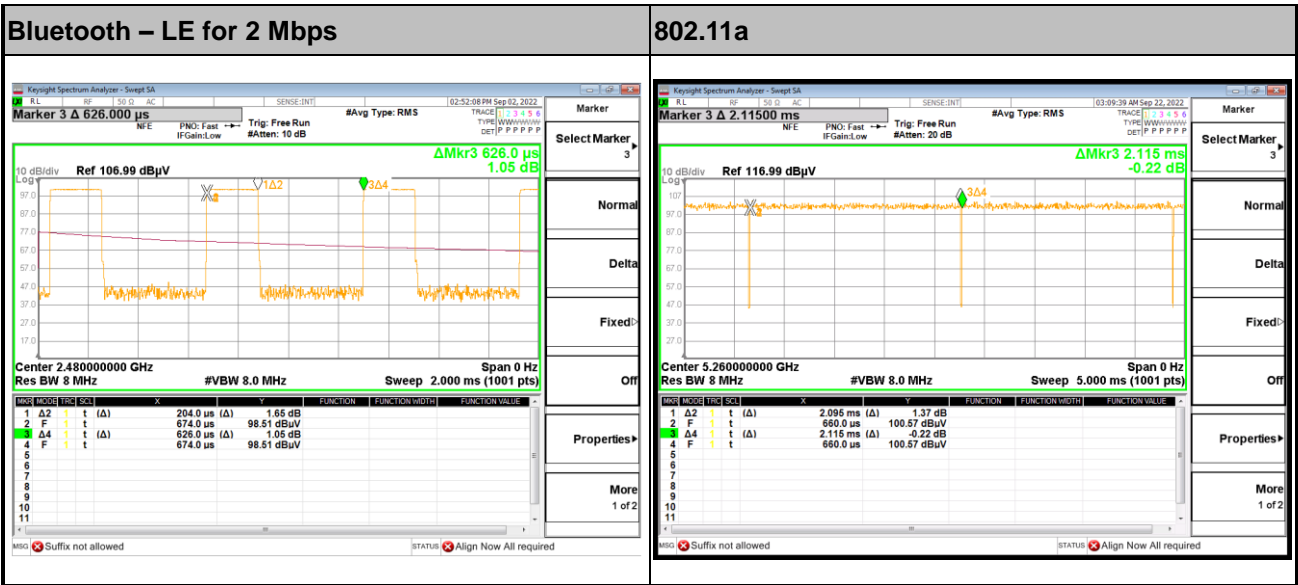 Bluetooth – LE for 2 Mbps
802.11a
Keysight Spectrum Analyzer - Swept SA
RL RF 50 Ω AC SENSE:INT 02:52:08 PM Sep 02, 2022
Marker 3 Δ 626.000 µs
NFE
PNO: Fast
IFGain:Low
Trig: Free Run
#Atten: 10 dB
#Avg Type: RMS
TRACE 1 2 3 4 5 6
TYPE
DET P P P P P P
ΔMkr3 626.0 µs
1.05 dB
10 dB/div Ref 106.99 dBµV
Log
97.0
87.0
77.0
67.0
57.0
47.0
37.0
27.0
17.0
1Δ2
3Δ4
Center 2.480000000 GHz Span 0 Hz
Res BW 8 MHz #VBW 8.0 MHz Sweep 2.000 ms (1001 pts)
MKR MODE TRC SCL X Y FUNCTION FUNCTION WIDTH FUNCTION VALUE
1 Δ2 1 t (Δ) 204.0 µs (Δ) 1.65 dB
2 F 1 t 674.0 µs 98.51 dBµV
3 Δ4 1 t (Δ) 626.0 µs (Δ) 1.05 dB
4 F 1 t 674.0 µs 98.51 dBµV
5
6
7
8
9
10
11
MSG Suffix not allowed STATUS Align Now All required
Marker
Select Marker
3
Normal
Delta
Fixed
Off
Properties
More
1 of 2
Keysight Spectrum Analyzer - Swept SA
RL RF 50 Ω AC SENSE:INT 03:09:39 AM Sep 22, 2022
Marker 3 Δ 2.11500 ms
NFE
PNO: Fast
IFGain:Low
Trig: Free Run
#Atten: 20 dB
#Avg Type: RMS
TRACE 1 2 3 4 5 6
TYPE
DET P P P P P P
ΔMkr3 2.115 ms
-0.22 dB
10 dB/div Ref 116.99 dBµV
Log
107
97.0
87.0
77.0
67.0
57.0
47.0
37.0
27.0
3Δ4
Center 5.260000000 GHz Span 0 Hz
Res BW 8 MHz #VBW 8.0 MHz Sweep 5.000 ms (1001 pts)
MKR MODE TRC SCL X Y FUNCTION FUNCTION WIDTH FUNCTION VALUE
1 Δ2 1 t (Δ) 2.095 ms (Δ) 1.37 dB
2 F 1 t 660.0 µs 100.57 dBµV
3 Δ4 1 t (Δ) 2.115 ms (Δ) -0.22 dB
4 F 1 t 660.0 µs 100.57 dBµV
5
6
7
8
9
10
11
MSG Suffix not allowed STATUS Align Now All required
Marker
Select Marker
3
Normal
Delta
Fixed
Off
Properties
More
1 of 2